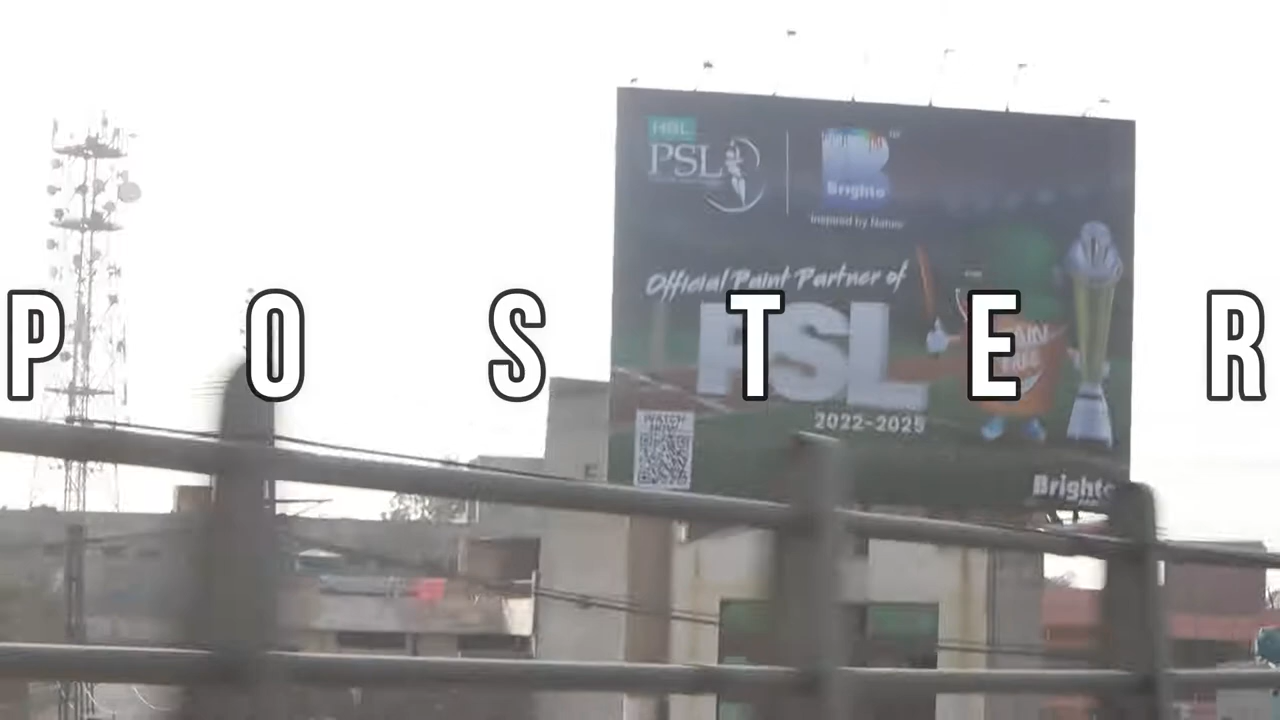 HBL
PSL
Brighto
Inspired by Nature
Official Paint Partner of
PSL
2022-2025
WATCH
NOW
Brighto
P O S T E R